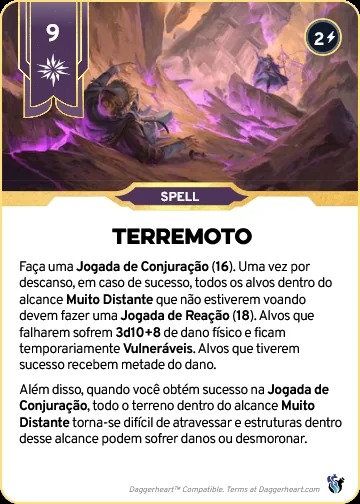 9
2
SPELL
TERREMOTO
Faça uma Jogada de Conjuração (16). Uma vez por
descanso, em caso de sucesso, todos os alvos dentro do
alcance Muito Distante que não estiverem voando
devem fazer uma Jogada de Reação (18). Alvos que
falharem sofrem 3d10+8 de dano físico e ficam
temporariamente Vulneráveis. Alvos que tiverem
sucesso recebem metade do dano.
Além disso, quando você obtém sucesso na Jogada de
Conjuração, todo o terreno dentro do alcance Muito
Distante torna-se difícil de atravessar e estruturas dentro
desse alcance podem sofrer danos ou desmoronar.
Daggerheart™ Compatible. Terms at Daggerheart.com